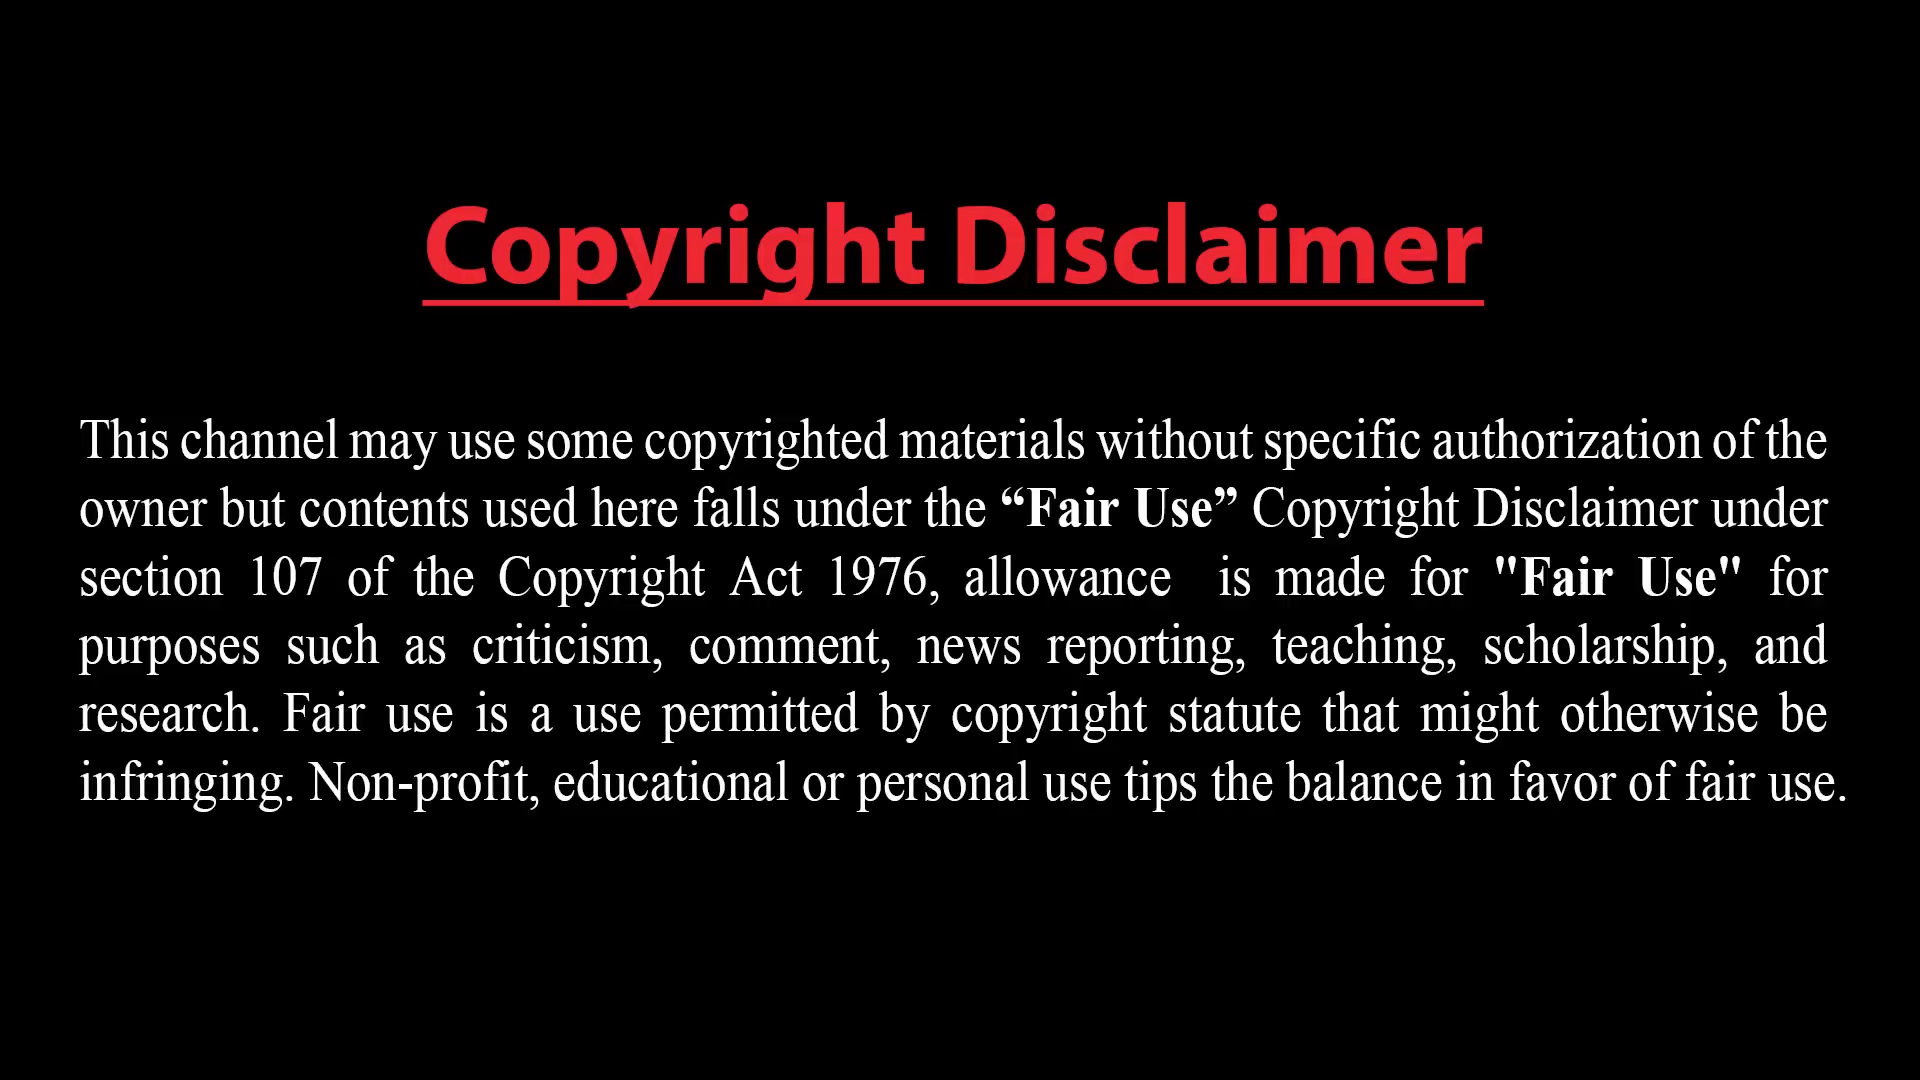 Copyright Disclaimer
This channel may use some copyrighted materials without specific authorization of the
owner but contents used here falls under the “Fair Use” Copyright Disclaimer under
section 107 of the Copyright Act 1976, allowance  is made for "Fair Use" for
purposes such as criticism, comment, news reporting, teaching, scholarship, and
research. Fair use is a use permitted by copyright statute that might otherwise be
infringing. Non-profit, educational or personal use tips the balance in favor of fair use.